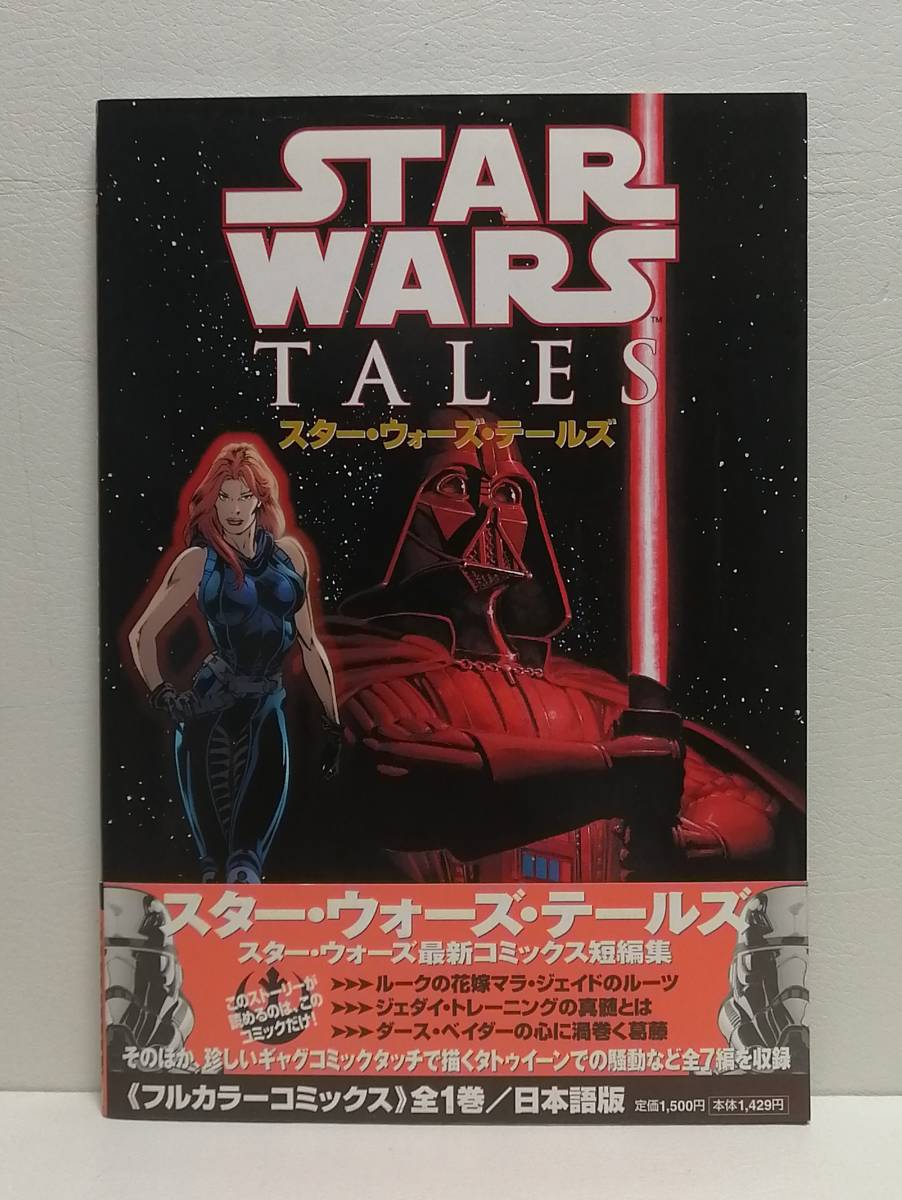 STAR
WARS
TM
TALES
スター・ウォーズ・テールズ
スター・ウォーズ・テールズ
スター・ウォーズ最新コミックス短編集
このストーリーが
読めるのは、この
コミックだけ!
>>>ルークの花嫁マラ・ジェイドのルーツ
>>>ジェダイ・トレーニングの真髄とは
>>>ダース・ベイダーの心に渦巻く葛藤
そのほか、珍しいギャグコミックタッチで描くタトゥイーンでの騒動など全7編を収録
《フルカラーコミックス》全1巻/日本語版 定価1,500円 本体1,429円